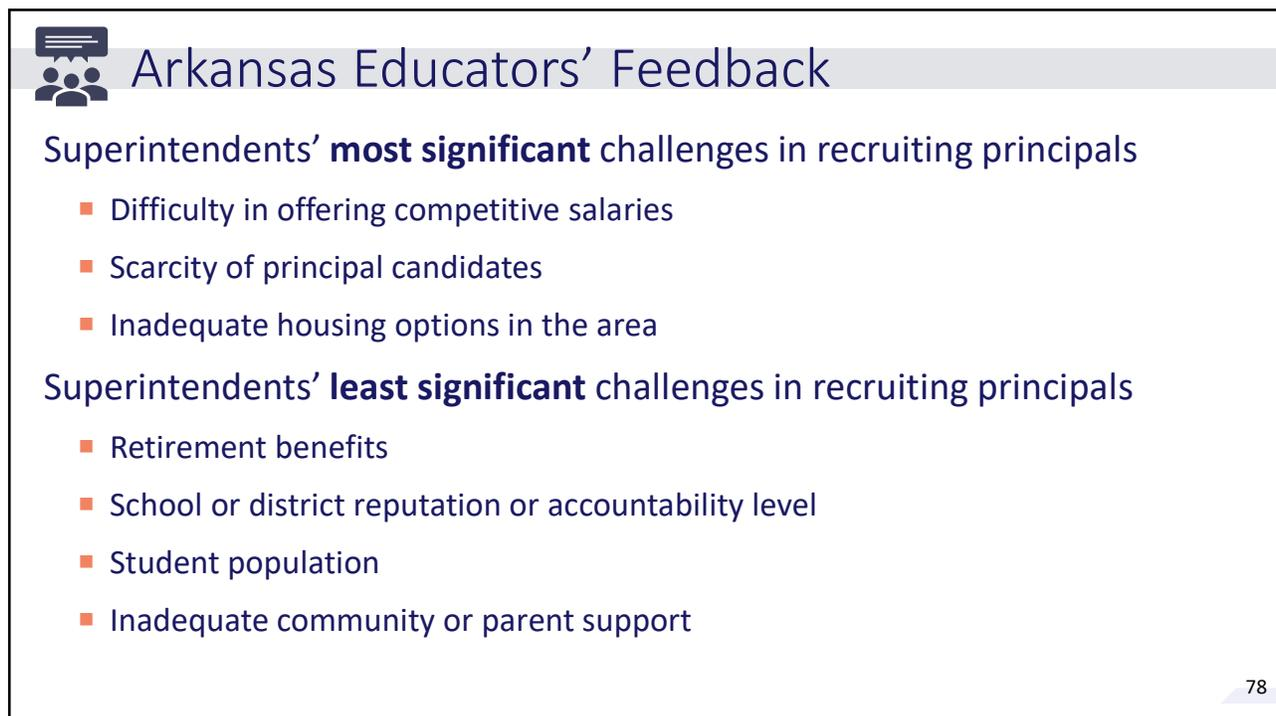 Arkansas Educators’ Feedback
Superintendents’ most significant challenges in recruiting principals
Difficulty in offering competitive salaries
Scarcity of principal candidates
Inadequate housing options in the area
Superintendents’ least significant challenges in recruiting principals
Retirement benefits
School or district reputation or accountability level
Student population
Inadequate community or parent support
78